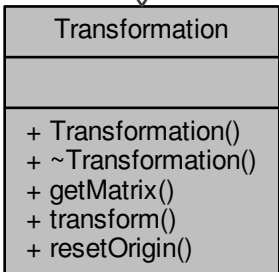 Transformation
+ Transformation()
+ ~Transformation()
+ getMatrix()
+ transform()
+ resetOrigin()